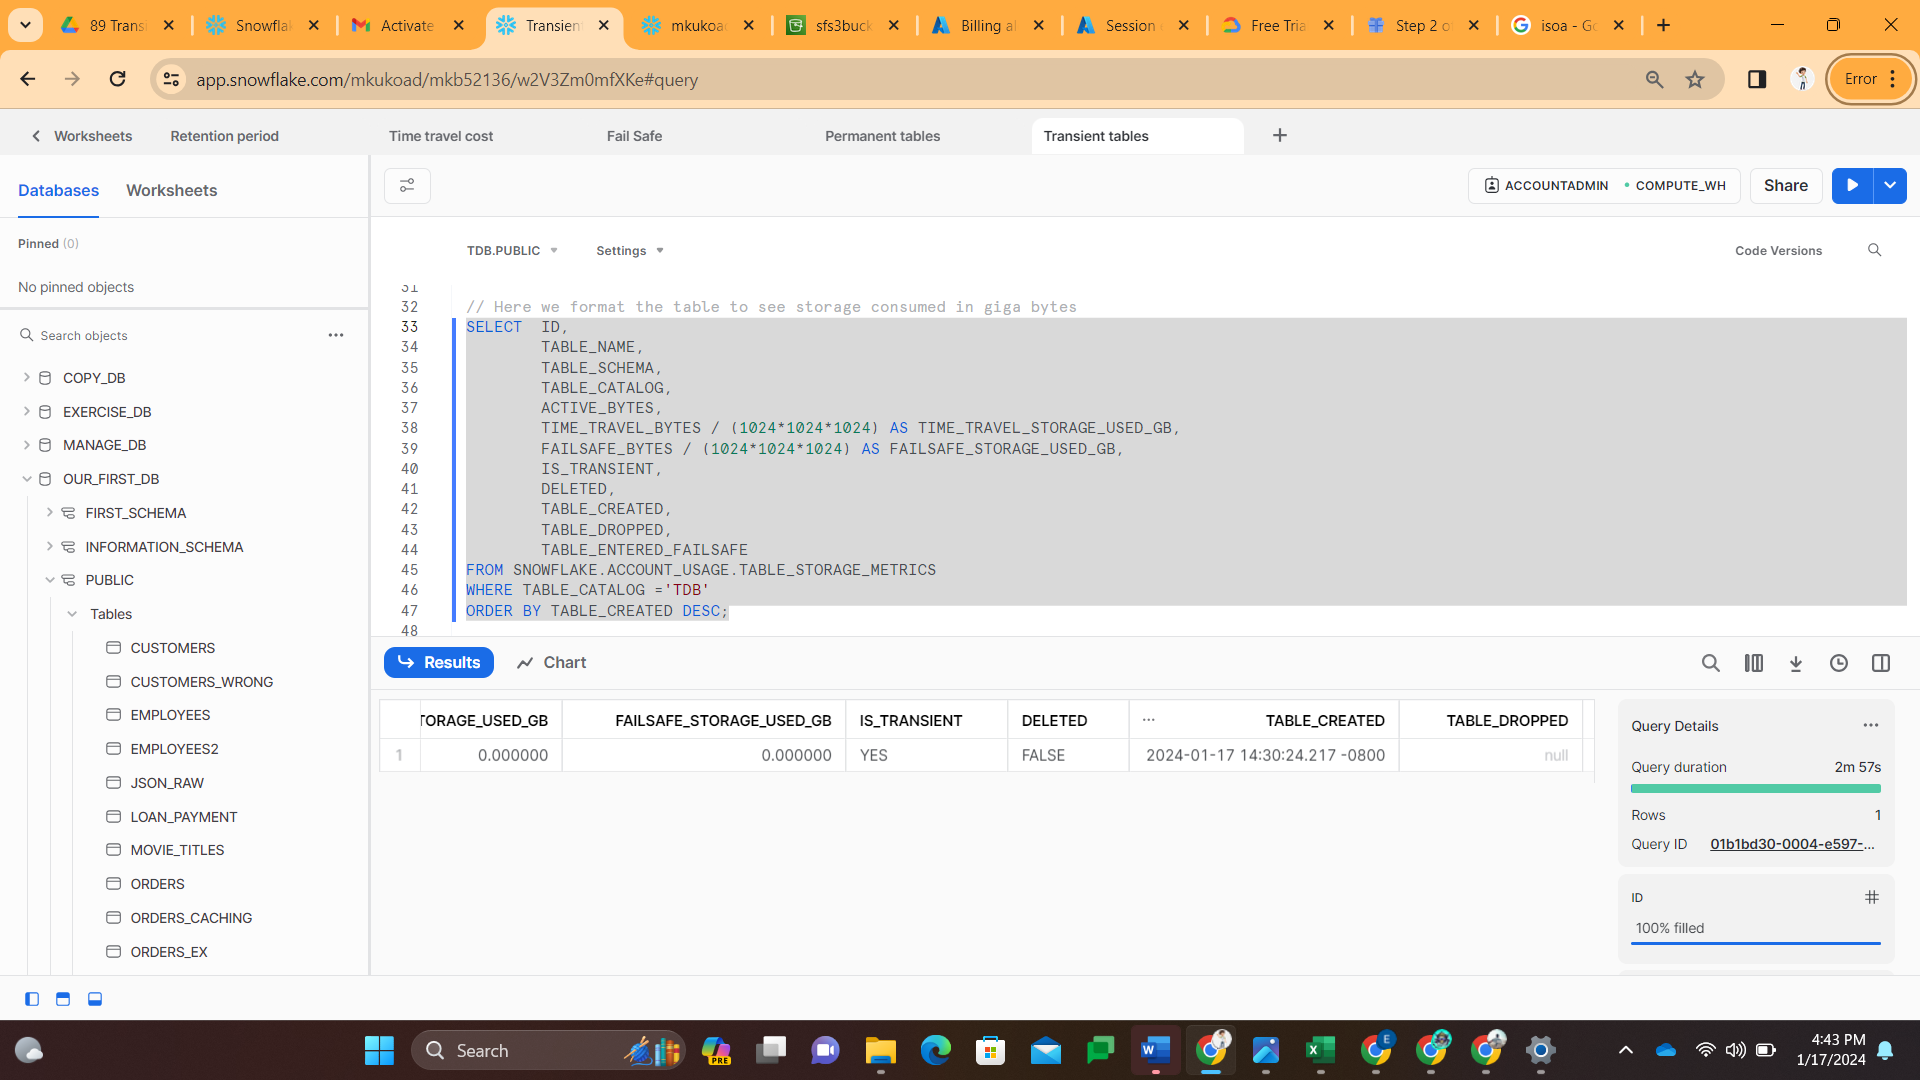 89 Transi
Snowflak
Activate
Transien
mkukoad
sfs3buck
Billing al
Session
Free Tria
Step 2 o
isoa - Go
app.snowflake.com/mkukoad/mkb52136/w2V3Zm0mfXKe#query
Error
Worksheets
Retention period
Time travel cost
Fail Safe
Permanent tables
Transient tables
Databases
Worksheets
ACCOUNTADMIN
COMPUTE_WH
Share
Pinned (0)
No pinned objects
TDB.PUBLIC
Settings
Code Versions
Search objects
COPY_DB
EXERCISE_DB
MANAGE_DB
OUR_FIRST_DB
FIRST_SCHEMA
INFORMATION_SCHEMA
PUBLIC
Tables
CUSTOMERS
CUSTOMERS_WRONG
EMPLOYEES
EMPLOYEES2
JSON_RAW
LOAN_PAYMENT
MOVIE_TITLES
ORDERS
ORDERS_CACHING
ORDERS_EX
31
32 // Here we format the table to see storage consumed in giga bytes
33 SELECT ID,
34 TABLE_NAME,
35 TABLE_SCHEMA,
36 TABLE_CATALOG,
37 ACTIVE_BYTES,
38 TIME_TRAVEL_BYTES / (1024*1024*1024) AS TIME_TRAVEL_STORAGE_USED_GB,
39 FAILSAFE_BYTES / (1024*1024*1024) AS FAILSAFE_STORAGE_USED_GB,
40 IS_TRANSIENT,
41 DELETED,
42 TABLE_CREATED,
43 TABLE_DROPPED,
44 TABLE_ENTERED_FAILSAFE
45 FROM SNOWFLAKE.ACCOUNT_USAGE.TABLE_STORAGE_METRICS
46 WHERE TABLE_CATALOG ='TDB'
47 ORDER BY TABLE_CREATED DESC;
48
Results
Chart
TORAGE_USED_GB FAILSAFE_STORAGE_USED_GB IS_TRANSIENT DELETED ... TABLE_CREATED TABLE_DROPPED
1 0.000000 0.000000 YES FALSE 2024-01-17 14:30:24.217 -0800 null
Query Details
Query duration 2m 57s
Rows 1
Query ID 01b1bd30-0004-e597-...
ID
100% filled
Search
PRE
W
X
E
4:43 PM
1/17/2024